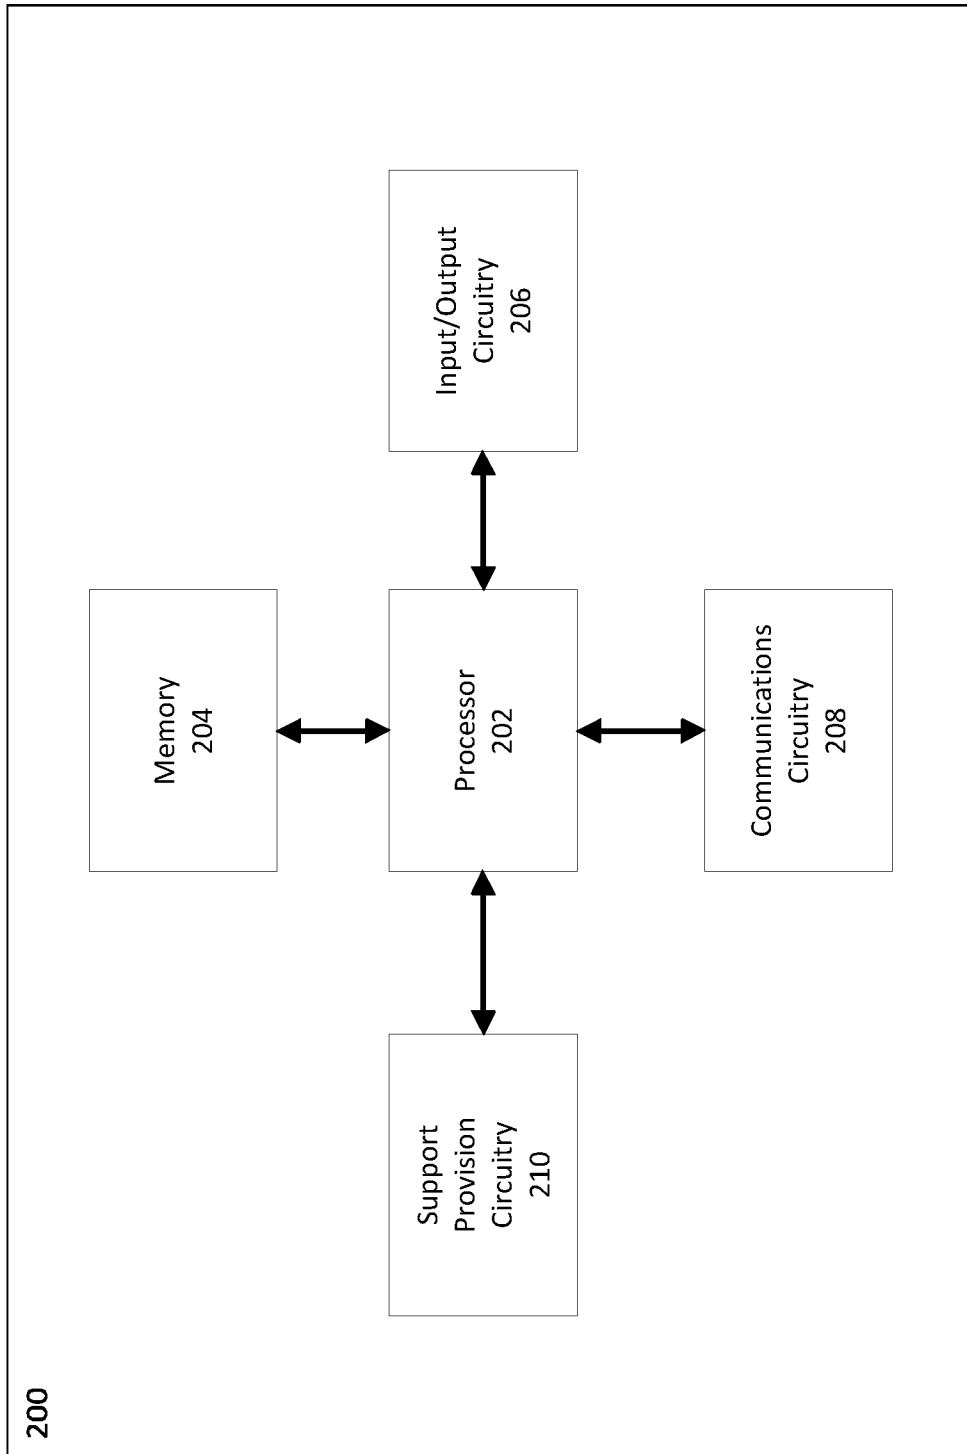 200
Memory
204
Support
Provision
Circuitry
210
Processor
202
Input/Output
Circuitry
206
Communications
Circuitry
208